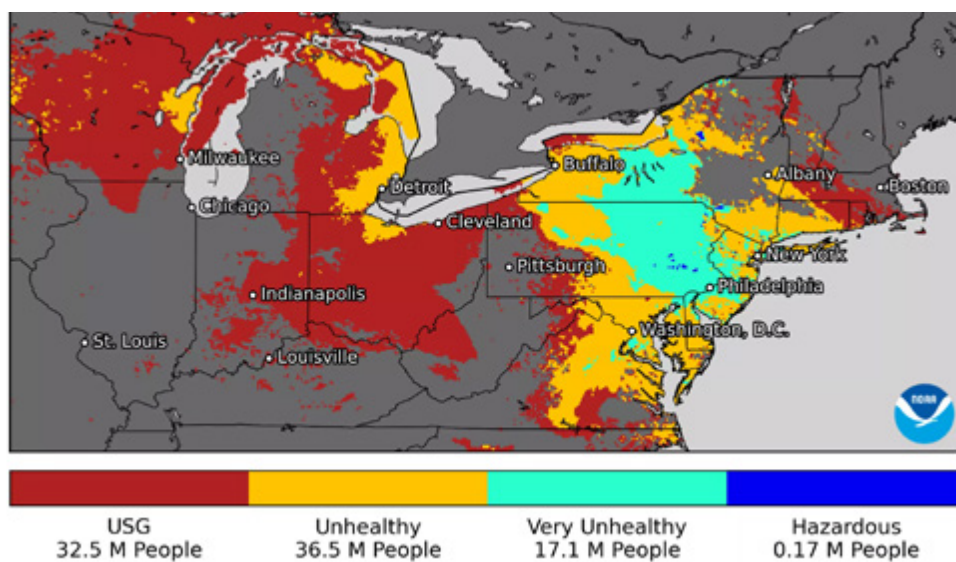 Milwaukee
Chicago
Detroit
Buffalo
Albany
Boston
Cleveland
New York
Pittsburgh
Philadelphia
Indianapolis
Washington, D.C.
St. Louis
Louisville
NOAA
USG
32.5 M People
Unhealthy
36.5 M People
Very Unhealthy
17.1 M People
Hazardous
0.17 M People